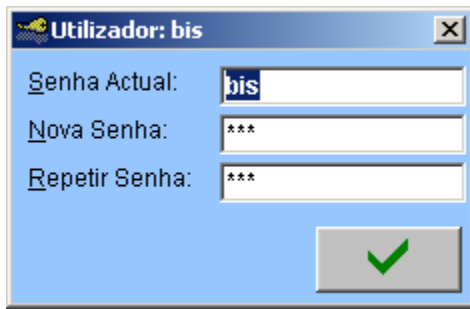 Utilizador: bis
Senha Actual: bis
Nova Senha: ***
Repetir Senha: ***